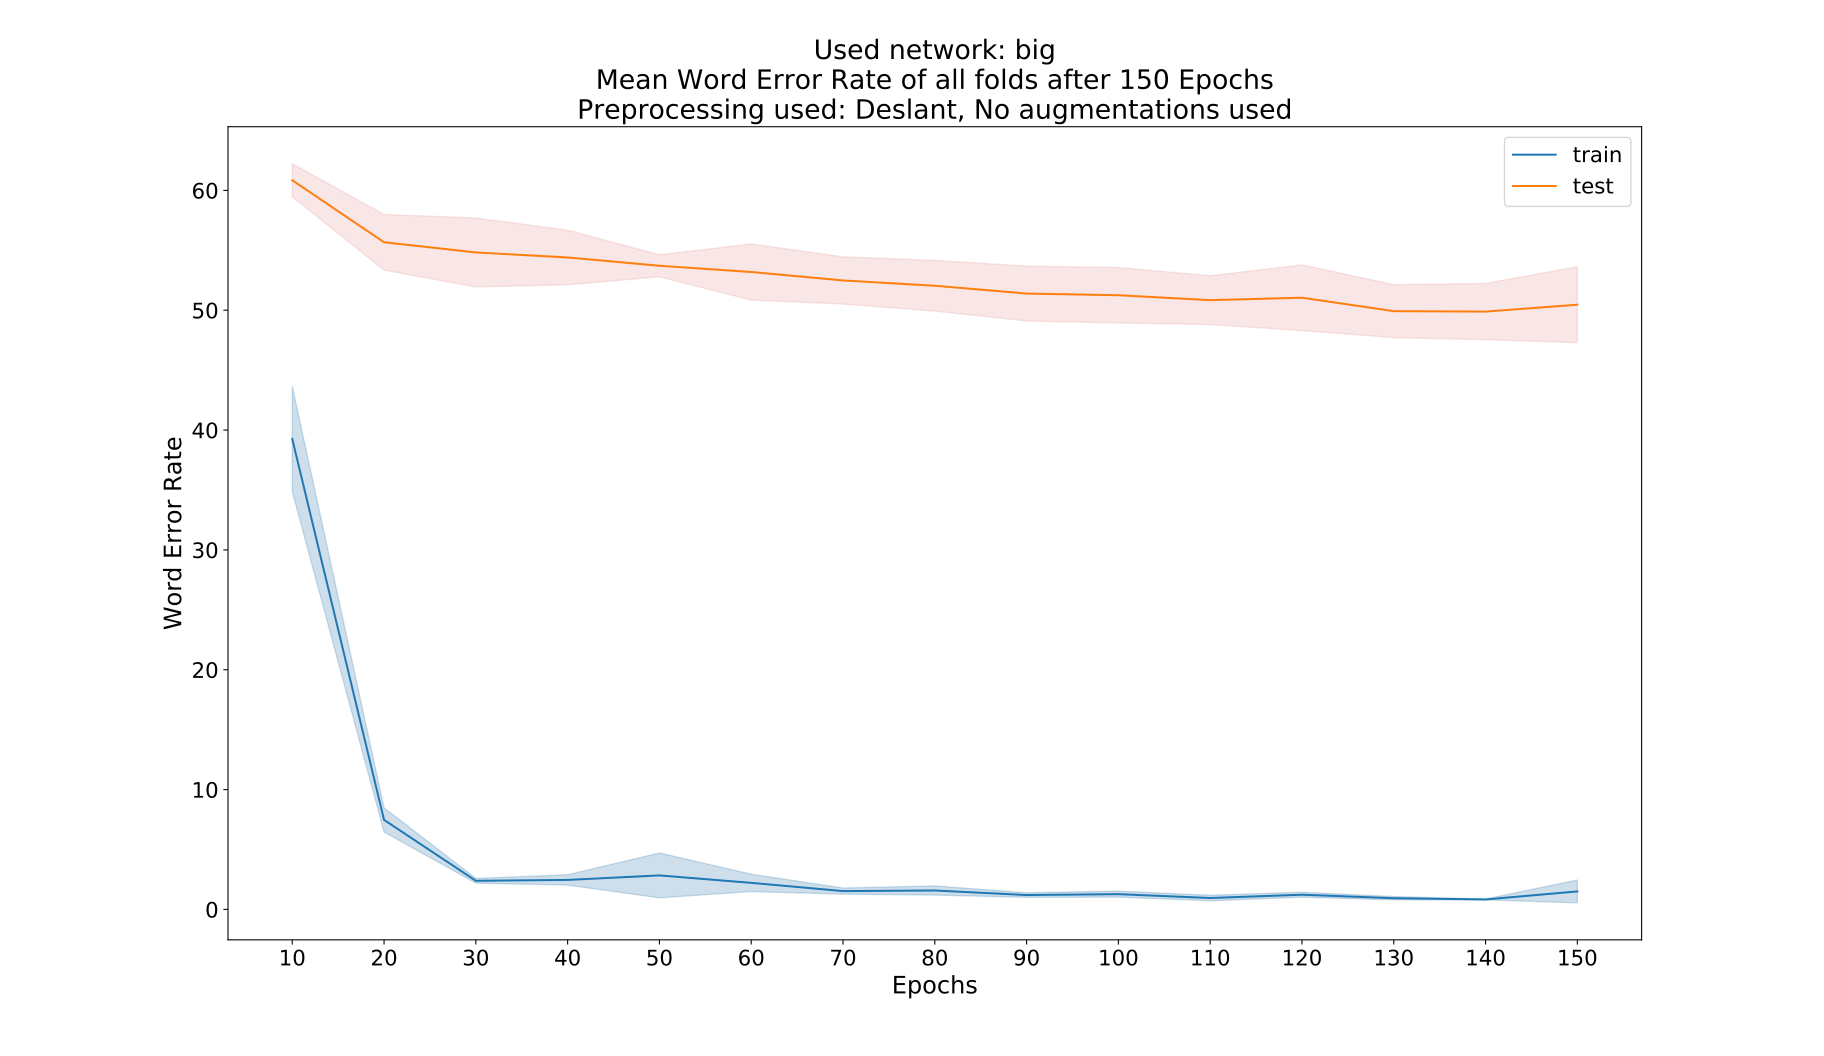 Used network: big
Mean Word Error Rate of all folds after 150 Epochs
Preprocessing used: Deslant, No augmentations used
train
test
60
50
40
30
20
10
0
Word Error Rate
10 20 30 40 50 60 70 80 90 100 110 120 130 140 150
Epochs